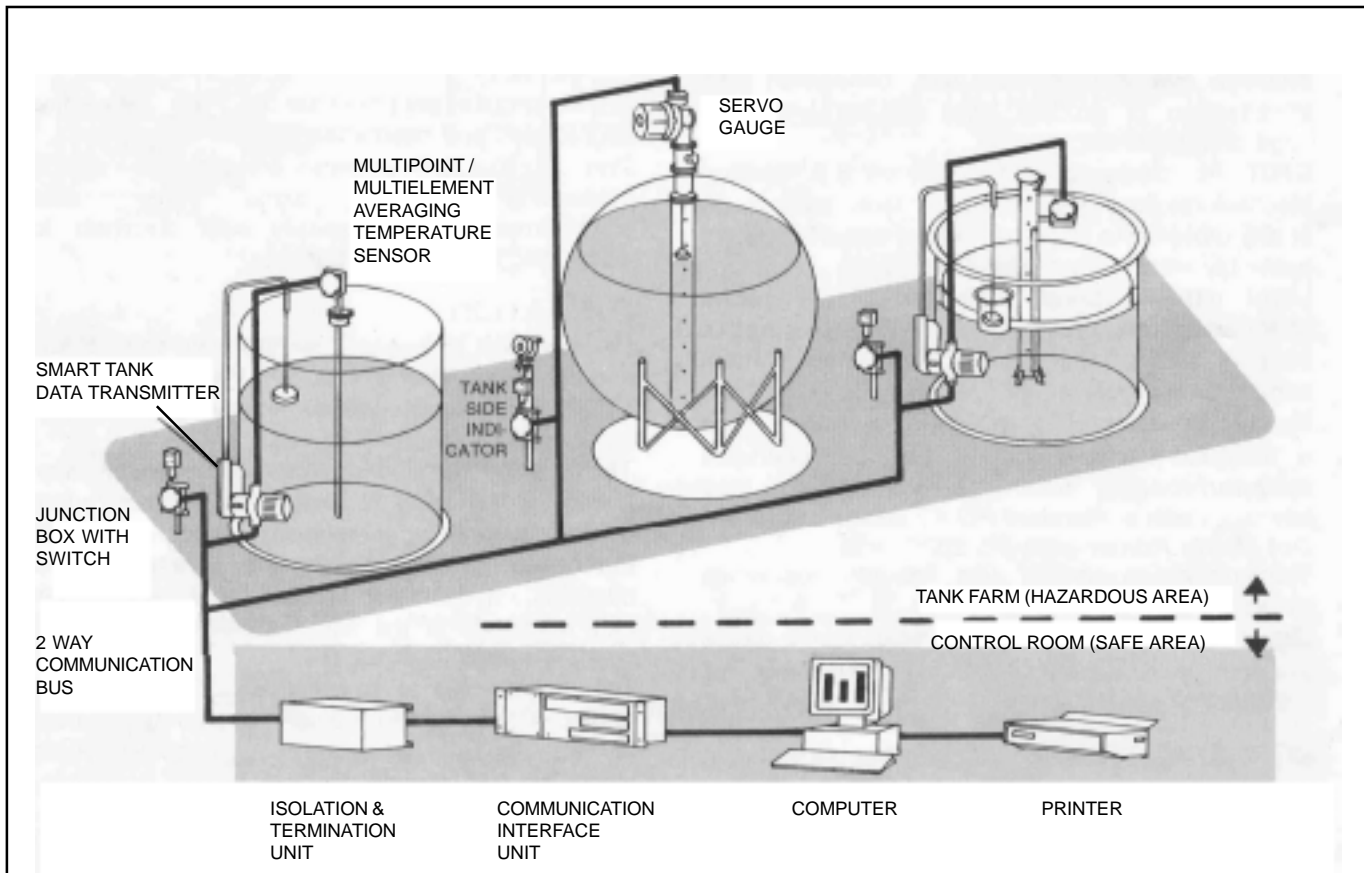 SERVO
GAUGE
MULTIPOINT /
MULTIELEMENT
AVERAGING
TEMPERATURE
SENSOR
SMART TANK
DATA TRANSMITTER
TANK
SIDE
INDI-
CATOR
JUNCTION
BOX WITH
SWITCH
TANK FARM (HAZARDOUS AREA)
CONTROL ROOM (SAFE AREA)
2 WAY
COMMUNICATION
BUS
ISOLATION &
TERMINATION
UNIT
COMMUNICATION
INTERFACE
UNIT
COMPUTER
PRINTER